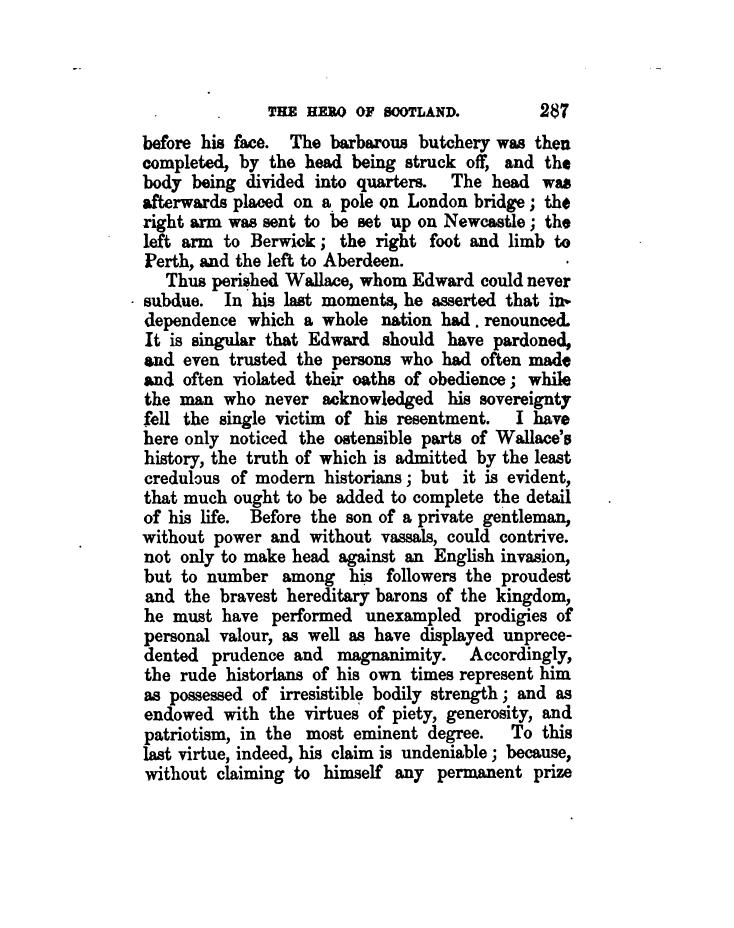 THE HERO OF SCOTLAND. 287
before his face. The barbarous butchery was then
completed, by the head being struck off, and the
body being divided into quarters. The head was
afterwards placed on a pole on London bridge; the
right arm was sent to be set up on Newcastle; the
left arm to Berwick; the right foot and limb to
Perth, and the left to Aberdeen.
Thus perished Wallace, whom Edward could never
subdue. In his last moments, he asserted that in-
dependence which a whole nation had renounced.
It is singular that Edward should have pardoned,
and even trusted the persons who had often made
and often violated their oaths of obedience; while
the man who never acknowledged his sovereignty
fell the single victim of his resentment. I have
here only noticed the ostensible parts of Wallace's
history, the truth of which is admitted by the least
credulous of modern historians; but it is evident,
that much ought to be added to complete the detail
of his life. Before the son of a private gentleman,
without power and without vassals, could contrive.
not only to make head against an English invasion,
but to number among his followers the proudest
and the bravest hereditary barons of the kingdom,
he must have performed unexampled prodigies of
personal valour, as well as have displayed unprece-
dented prudence and magnanimity. Accordingly,
the rude historians of his own times represent him
as possessed of irresistible bodily strength; and as
endowed with the virtues of piety, generosity, and
patriotism, in the most eminent degree. To this
last virtue, indeed, his claim is undeniable; because,
without claiming to himself any permanent prize